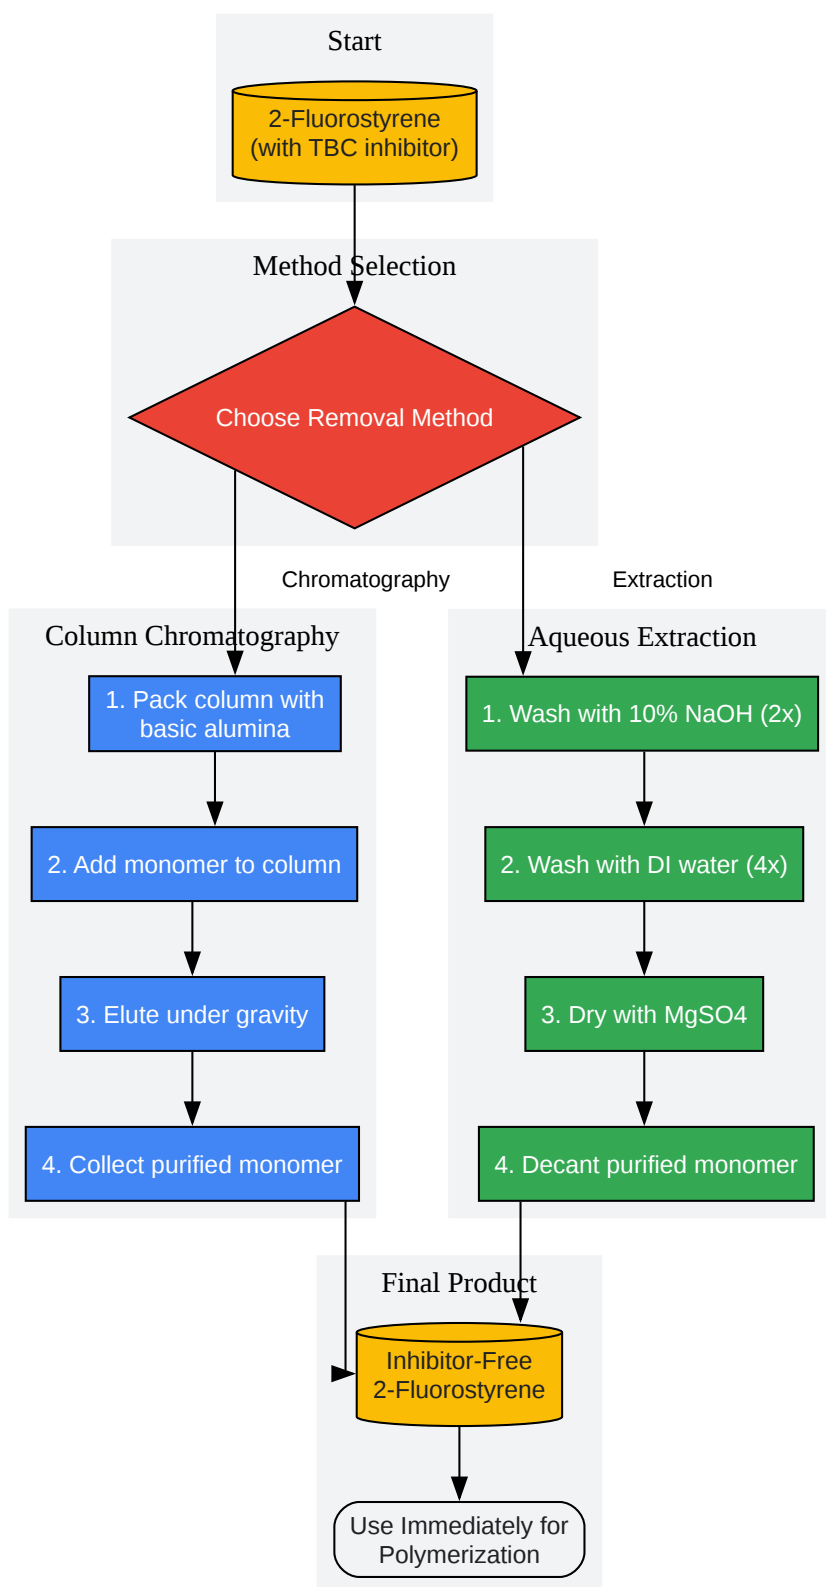 Start
2-Fluorostyrene
(with TBC inhibitor)
Method Selection
Choose Removal Method
Chromatography
Extraction
Column Chromatography
1. Pack column with
basic alumina
2. Add monomer to column
3. Elute under gravity
4. Collect purified monomer
Aqueous Extraction
1. Wash with 10% NaOH (2x)
2. Wash with DI water (4x)
3. Dry with MgSO4
4. Decant purified monomer
Final Product
Inhibitor-Free
2-Fluorostyrene
Use Immediately for
Polymerization